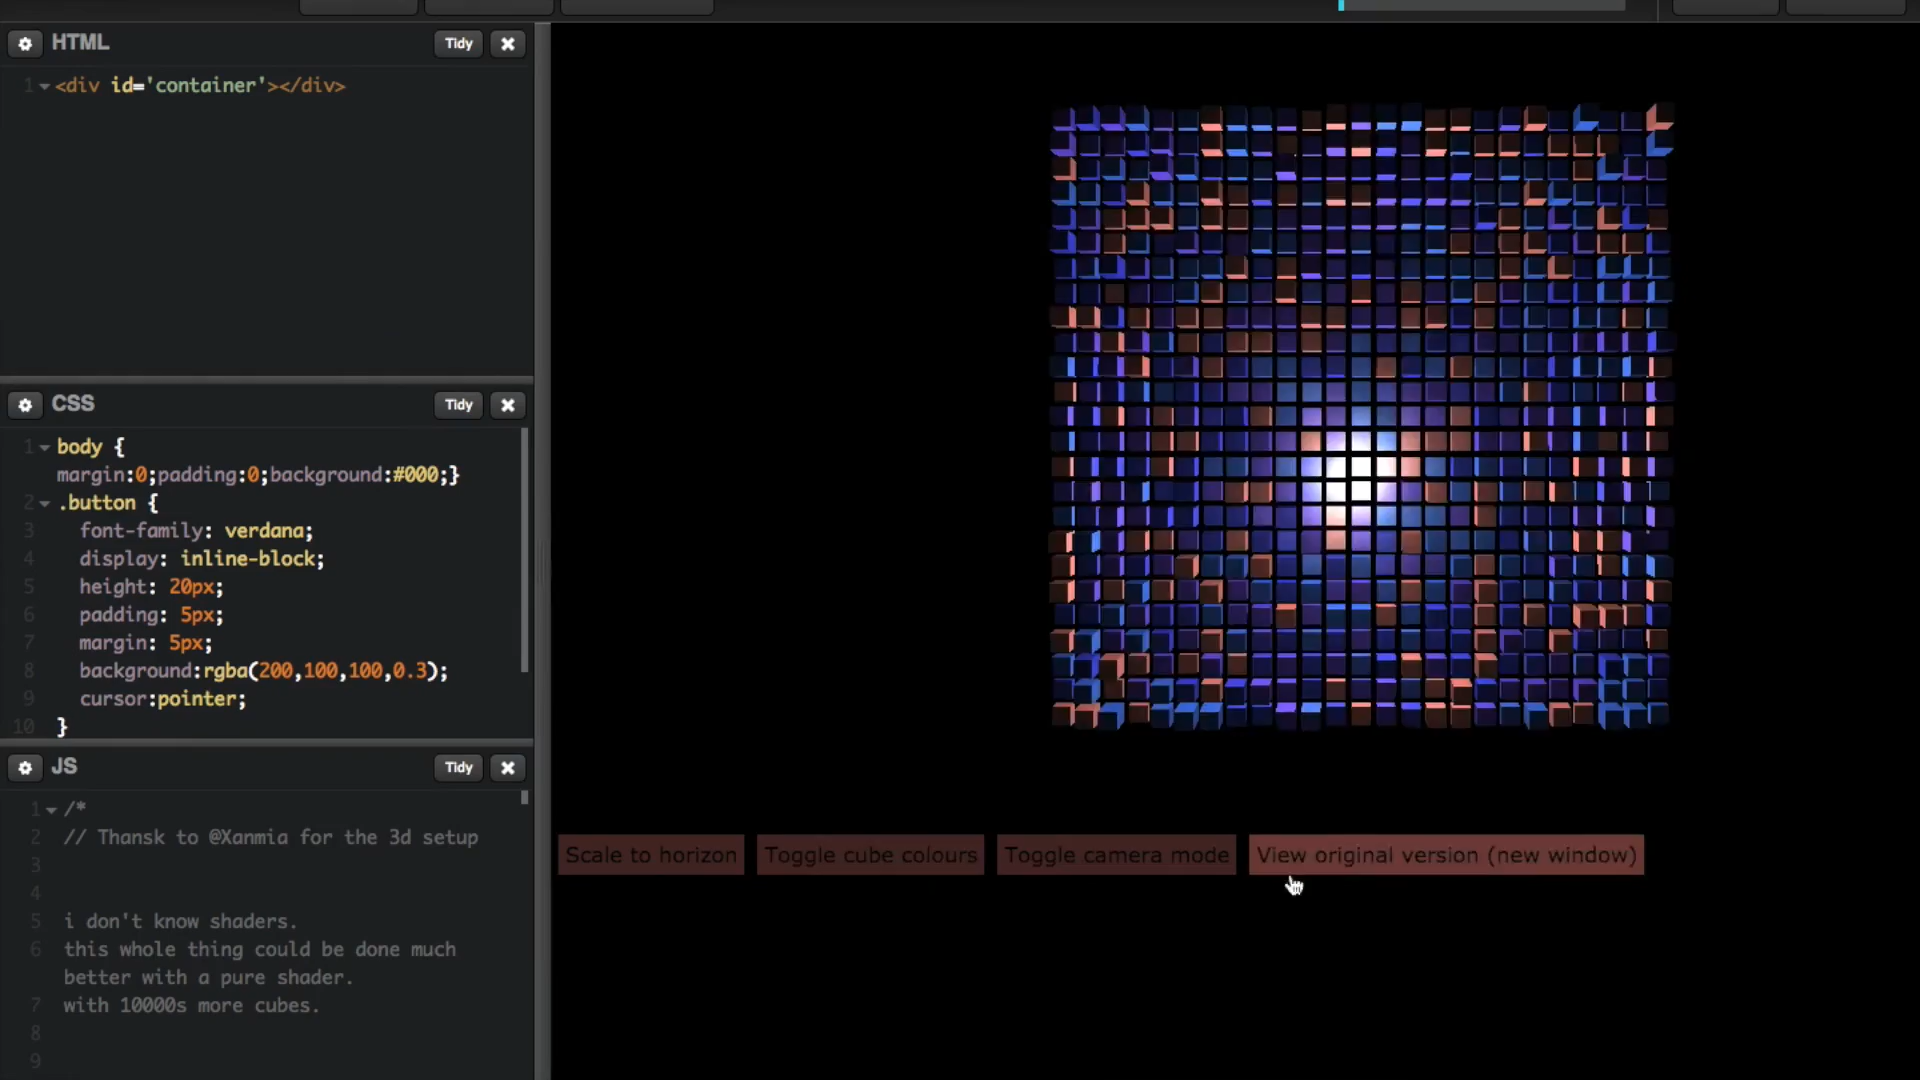 HTML
Tidy
1 <div id='container'></div>
CSS
Tidy
1 body {
margin:0;padding:0;background:#000;}
2 .button {
3 font-family: verdana;
4 display: inline-block;
5 height: 20px;
6 padding: 5px;
7 margin: 5px;
8 background:rgba(200,100,100,0.3);
9 cursor:pointer;
10 }
JS
Tidy
1 /*
2 // Thansk to @Xanmia for the 3d setup
3
4
5 i don't know shaders.
6 this whole thing could be done much
better with a pure shader.
7 with 10000s more cubes.
8
9
Scale to horizon
Toggle cube colours
Toggle camera mode
View original version (new window)